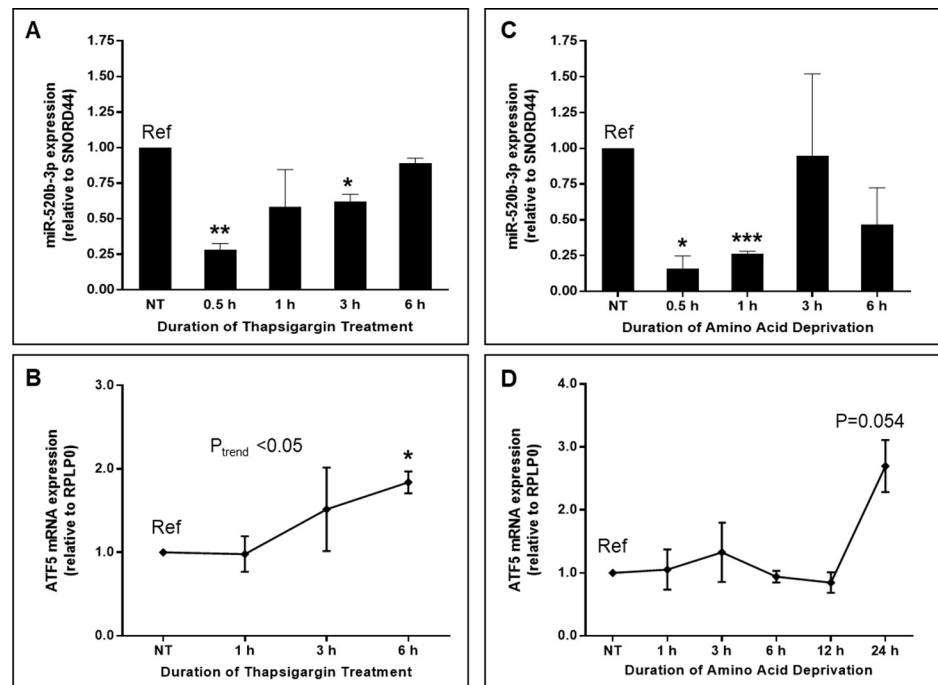 A
miR-520b-3p expression
(relative to SNORD44)
1.75
1.50
1.25
1.00
0.75
0.50
0.25
0.00
Ref
**
*
NT 0.5 h 1 h 3 h 6 h
Duration of Thapsigargin Treatment
C
miR-520b-3p expression
(relative to SNORD44)
1.75
1.50
1.25
1.00
0.75
0.50
0.25
0.00
Ref
*
***
NT 0.5 h 1 h 3 h 6 h
Duration of Amino Acid Deprivation
B
ATF5 mRNA expression
(relative to RPLP0)
3.0
2.0
1.0
0.0
Ptrend <0.05
*
Ref
NT 1 h 3 h 6 h
Duration of Thapsigargin Treatment
D
ATF5 mRNA expression
(relative to RPLP0)
4.0
3.0
2.0
1.0
0.0
P=0.054
Ref
NT 1 h 3 h 6 h 12 h 24 h
Duration of Amino Acid Deprivation